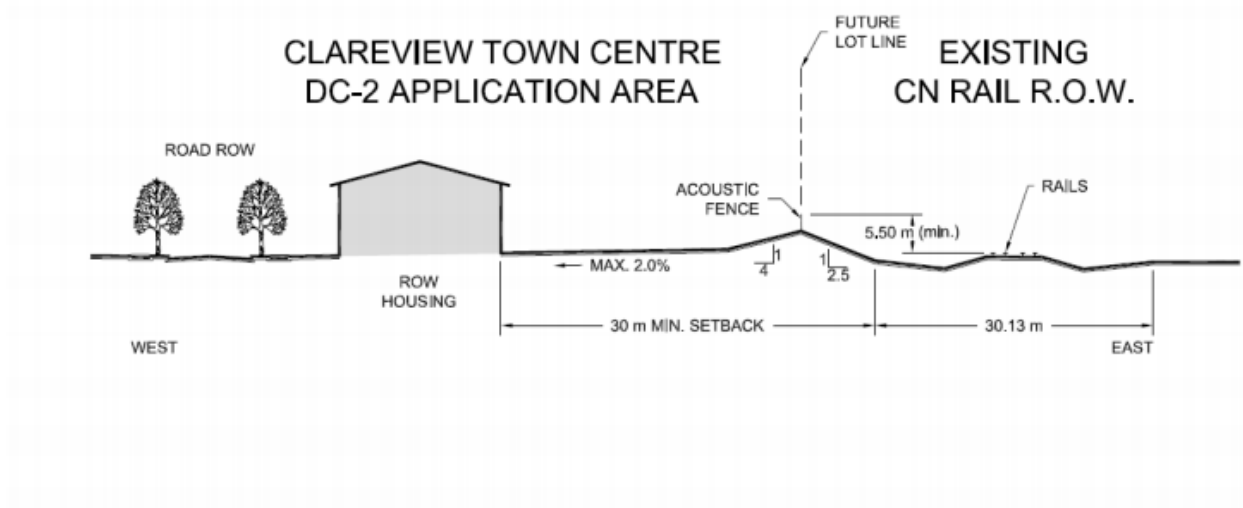 FUTURE
LOT LINE
CLAREVIEW TOWN CENTRE
DC-2 APPLICATION AREA
EXISTING
CN RAIL R.O.W.
ROAD ROW
ACOUSTIC
FENCE
RAILS
5.50 m (min.)
MAX. 2.0%
1
4
1
2.5
ROW
HOUSING
30 m MIN. SETBACK
30.13 m
WEST
EAST